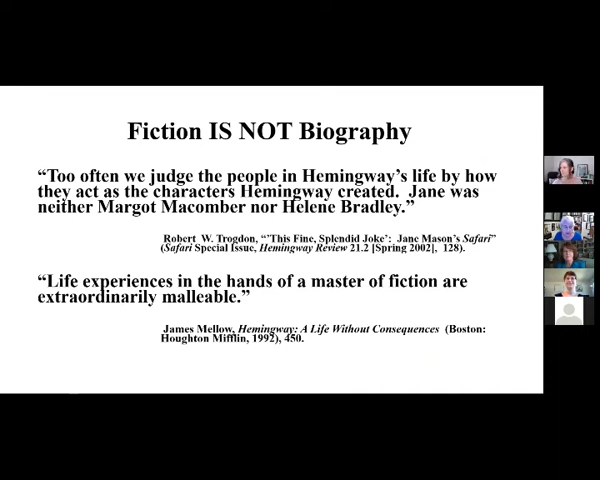 Fiction IS NOT Biography
“Too often we judge the people in Hemingway’s life by how
they act as the characters Hemingway created.  Jane was
neither Margot Macomber nor Helene Bradley.”
Robert  W. Trogdon, “’This Fine, Splendid Joke’:  Jane Mason’s Safari”
(Safari Special Issue, Hemingway Review 21.2 [Spring 2002],  128).
“Life experiences in the hands of a master of fiction are
extraordinarily malleable.”
James Mellow, Hemingway: A Life Without Consequences  (Boston:
Houghton Mifflin, 1992), 450.